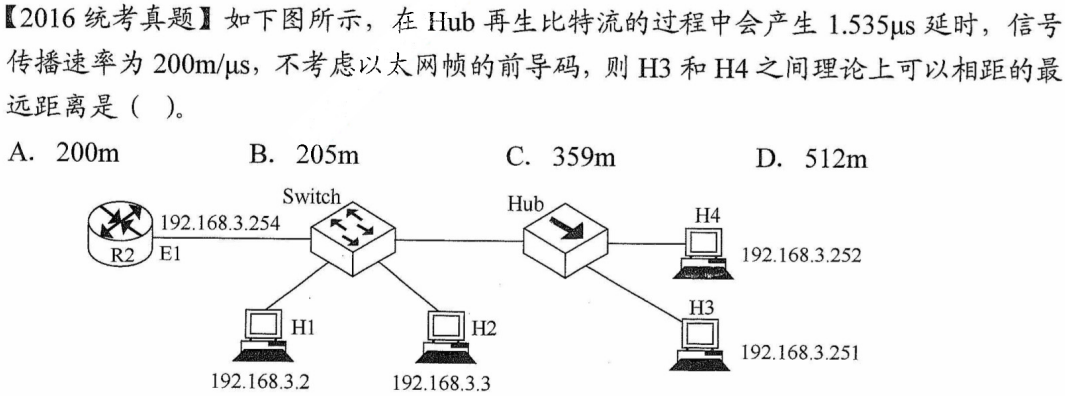 【2016 统考真题】如下图所示，在 Hub 再生比特流的过程中会产生 1.535μs 延时，信号
传播速率为 200m/μs，不考虑以太网帧的前导码，则 H3 和 H4 之间理论上可以相距的最
远距离是（ ）。
A. 200m B. 205m C. 359m D. 512m
Switch
Hub
H4
192.168.3.254
R2
E1
192.168.3.252
H3
H1
H2
192.168.3.251
192.168.3.2
192.168.3.3